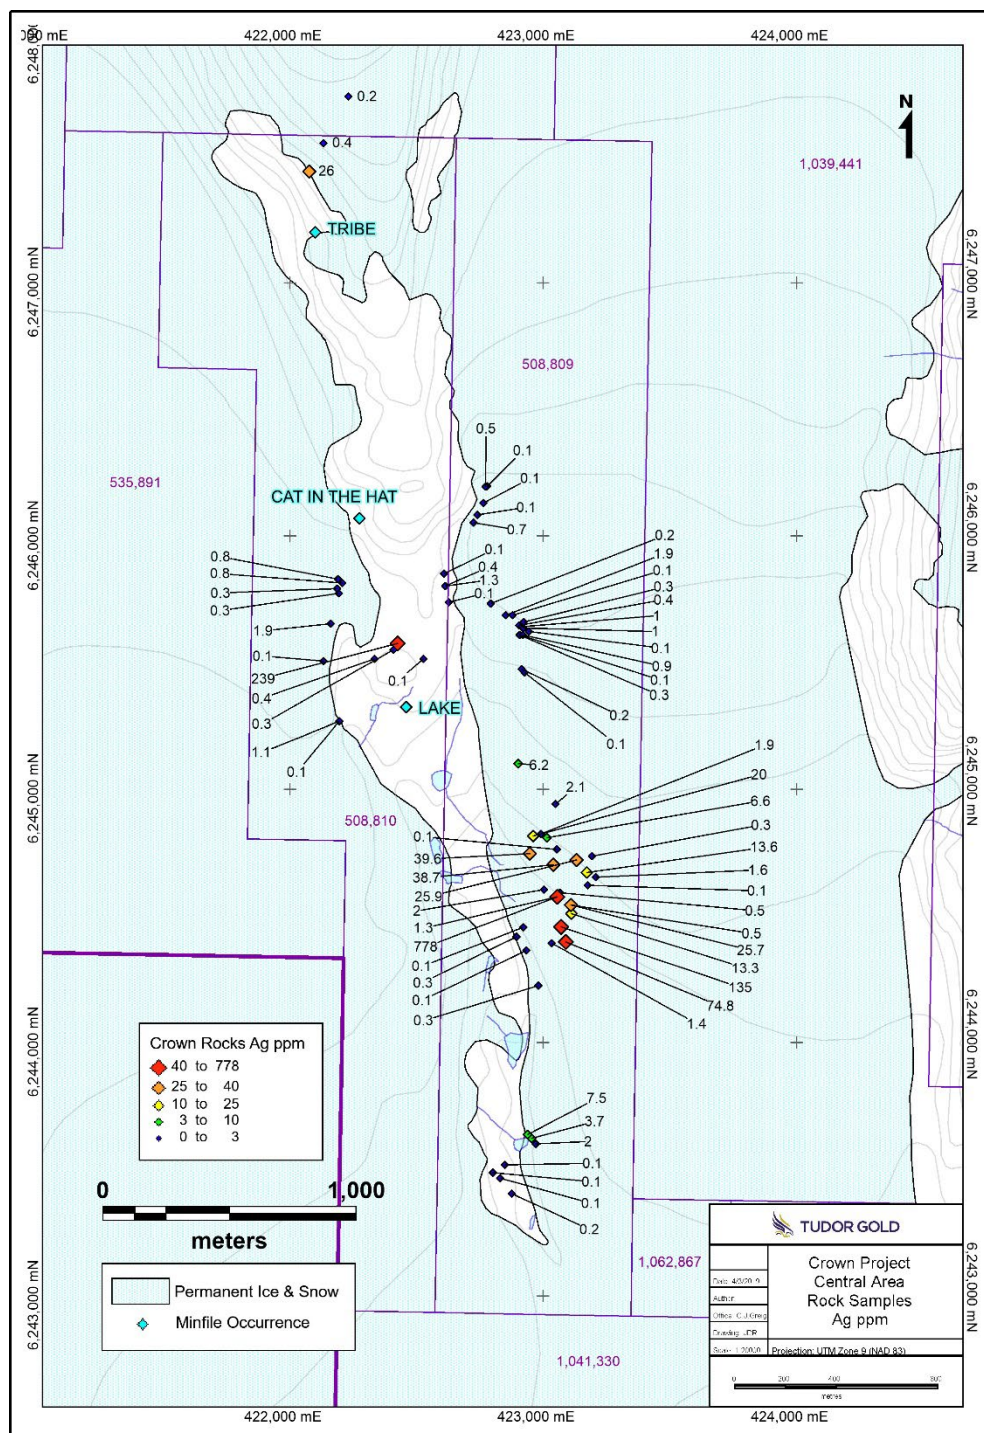 000 mE
422,000 mE
423,000 mE
424,000 mE
6,248,000
0.2
N
0.4
26
1,039,441
TRIBE
6,247,000 mN
6,247,000 mN
508,809
0.5
0.1
535,891
0.1
CAT IN THE HAT
0.1
0.7
6,246,000 mN
6,246,000 mN
0.2
0.1
1.9
0.8
0.4
0.1
0.8
1.3
0.3
0.3
0.1
0.4
0.3
1
1.9
1
0.1
0.1
0.9
239
0.1
0.1
0.4
0.3
0.3
LAKE
0.2
1.1
0.1
0.1
6,245,000 mN
6,245,000 mN
6.2
1.9
20
2.1
6.6
508,810
0.1
0.3
39.6
13.6
38.7
1.6
25.9
0.1
2
0.5
1.3
0.5
778
25.7
0.1
13.3
0.3
135
0.1
74.8
0.3
1.4
6,244,000 mN
6,244,000 mN
Crown Rocks Ag ppm
40 to 778
25 to 40
10 to 25
3 to 10
0 to 3
7.5
3.7
2
0.1
0.1
0.1
0.2
0
1,000
meters
Permanent Ice & Snow
Minfile Occurrence
6,243,000 mN
6,243,000 mN
1,062,867
1,041,330
TUDOR GOLD
Crown Project
Central Area
Rock Samples
Ag ppm
Author:
Projection: UTM Zone 9 (NAD 83)
0 200 400 800
metres
422,000 mE
423,000 mE
424,000 mE